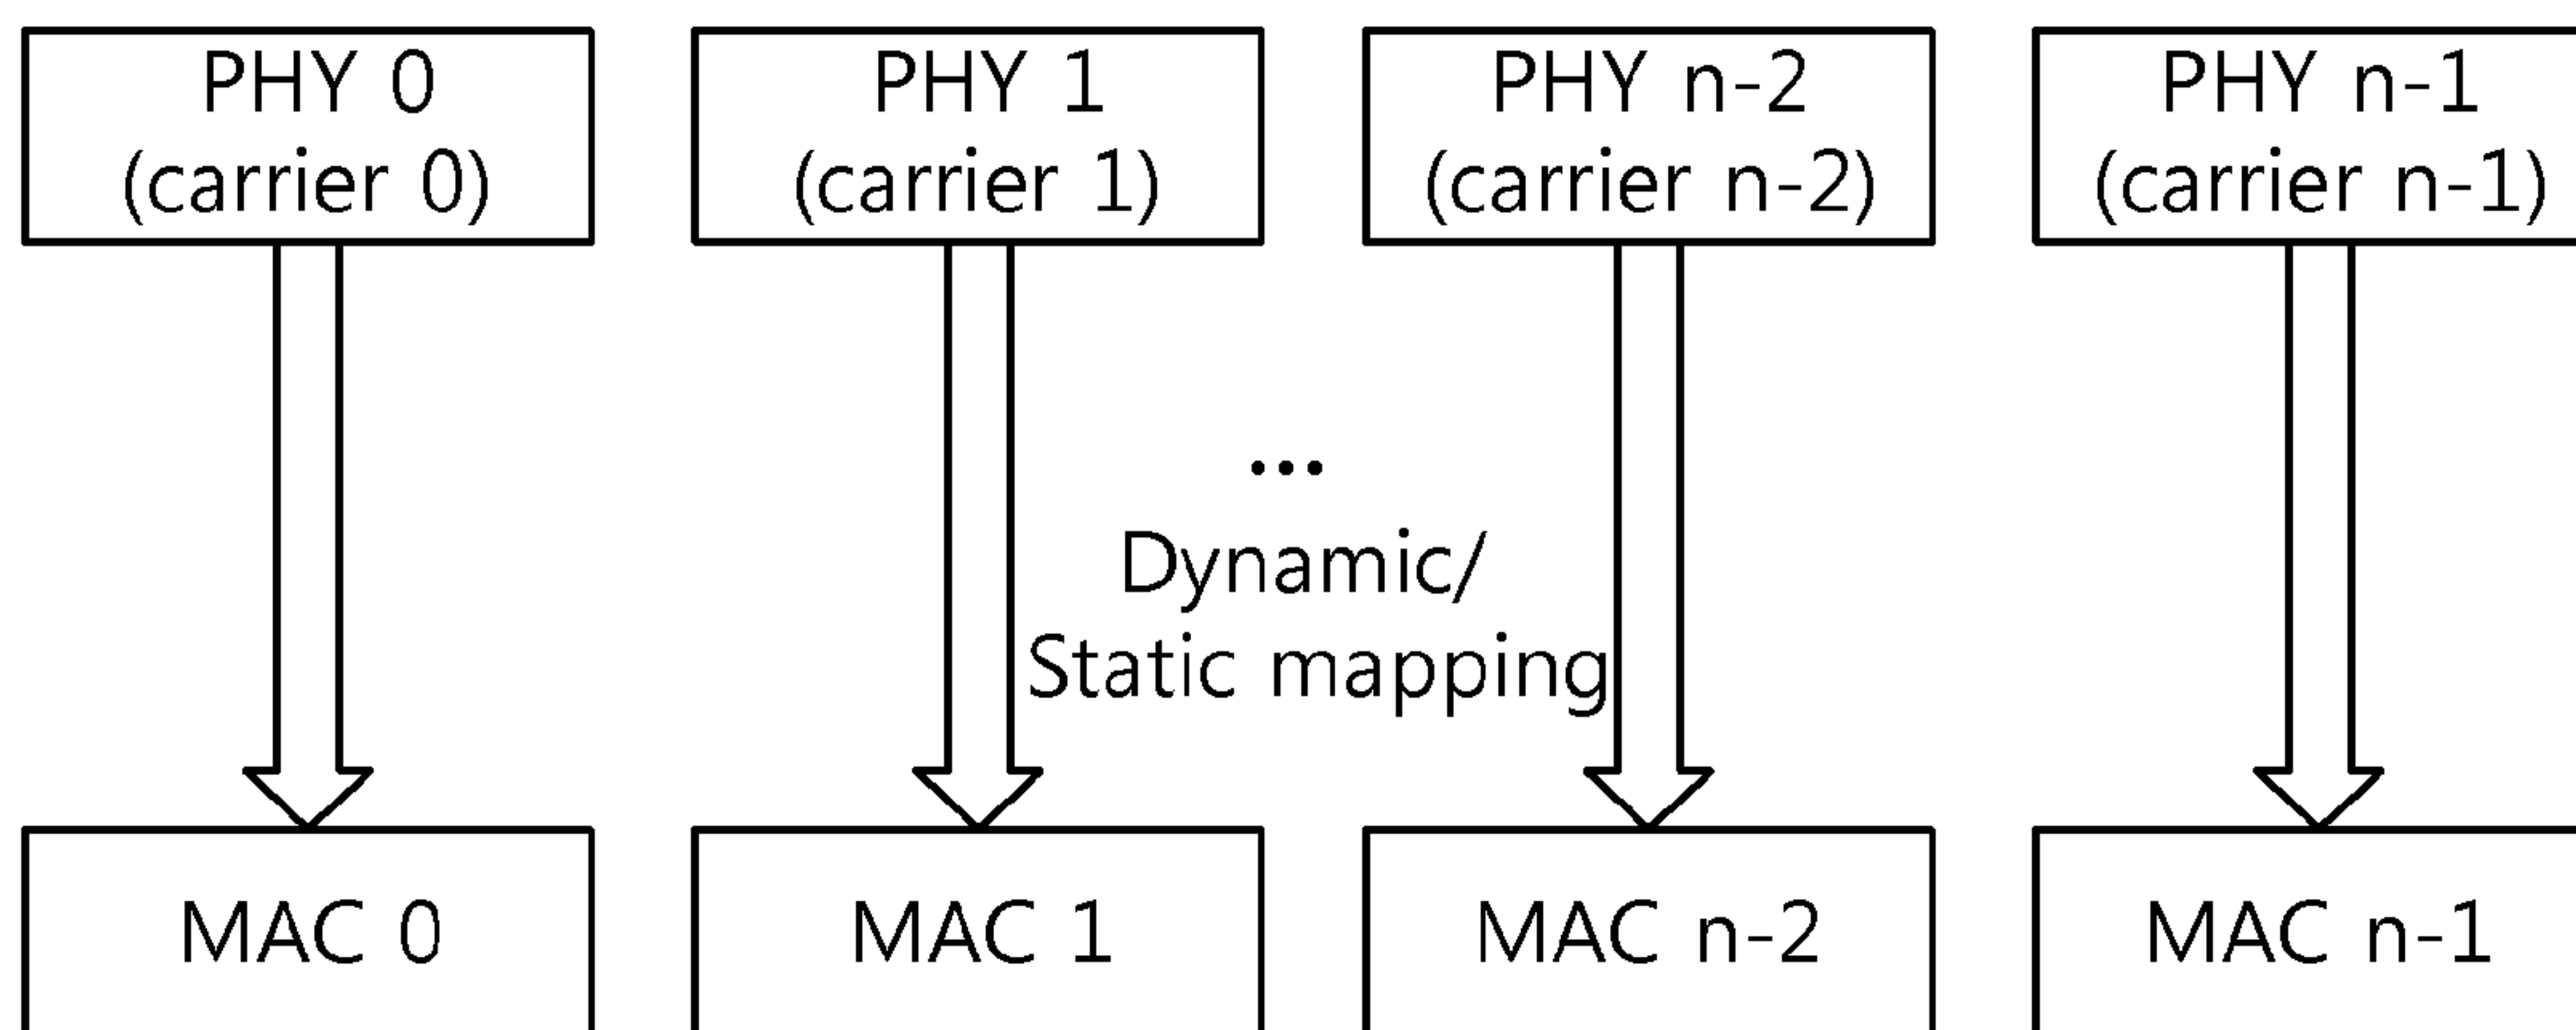 PHY 0
(carrier 0)
PHY 1
(carrier 1)
PHY n-2
(carrier n-2)
PHY n-1
(carrier n-1)
...
Dynamic/
Static mapping
MAC 0
MAC 1
MAC n-2
MAC n-1